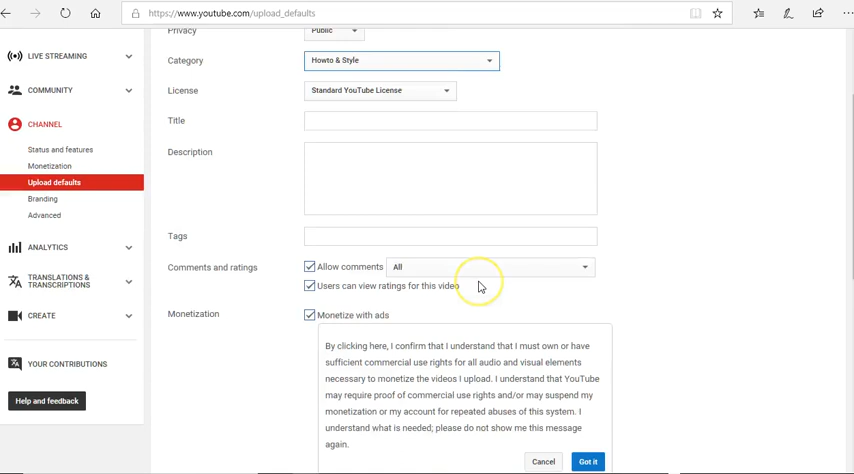 https://www.youtube.com/upload_defaults
Privacy
Public
LIVE STREAMING
Category
Howto & Style
COMMUNITY
License
Standard YouTube License
CHANNEL
Title
Status and features
Description
Monetization
Upload defaults
Branding
Advanced
Tags
ANALYTICS
Comments and ratings
Allow comments
All
TRANSLATIONS &
TRANSCRIPTIONS
Users can view ratings for this video
CREATE
Monetization
Monetize with ads
By clicking here, I confirm that I understand that I must own or have
sufficient commercial use rights for all audio and visual elements
necessary to monetize the videos I upload. I understand that YouTube
may require proof of commercial use rights and/or may suspend my
monetization or my account for repeated abuses of this system. I
understand what is needed; please do not show me this message
again.
YOUR CONTRIBUTIONS
Help and feedback
Cancel
Got it